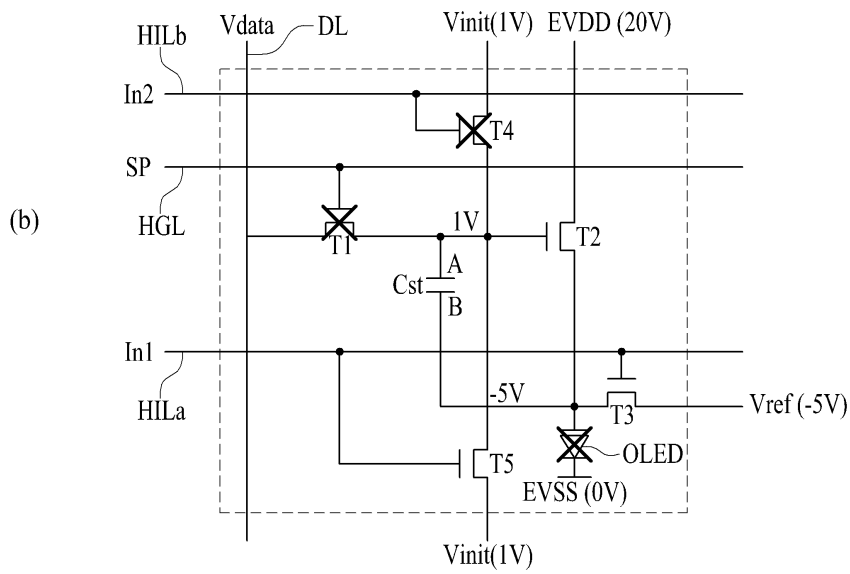 Vdata DL Vinit(1V) EVDD (20V)
HILb
In2
T4
SP
(b)
HGL
T1
1V
T2
A
Cst
B
In1
HILa
-5V
T3
Vref (-5V)
T5
OLED
EVSS (0V)
Vinit(1V)